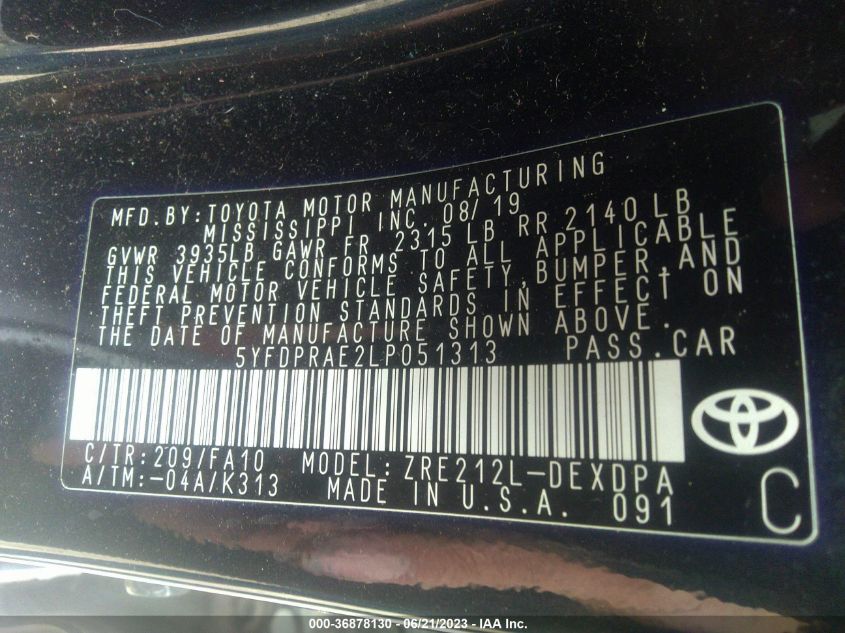 MFD.BY:TOYOTA MOTOR MANUFACTURING
MISSISSIPPI INC. 08/19
GVWR 3935LB GAWR FR 2315 LB RR 2140 LB
THIS VEHICLE CONFORMS TO ALL APPLICABLE
FEDERAL MOTOR VEHICLE SAFETY,BUMPER,AND
THEFT PREVENTION STANDARDS IN EFFECT ON
THE DATE OF MANUFACTURE SHOWN ABOVE.
5YFDPRAE2LP051313 PASS.CAR
C/TR:209/FA10 MODEL:ZRE212L-DEXDPA
A/TM:-04A/K313 MADE IN U.S.A. 091
C
000-36878130 - 06/21/2023 - IAA Inc.